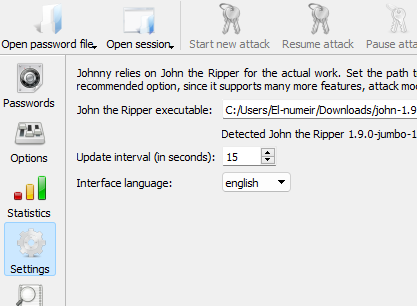 Open password file
Open session
Start new attack
Resume attack
Pause atta
Passwords
Options
Statistics
Settings
Johnny relies on John the Ripper for the actual work. Set the path t
recommended option, since it supports many more features, attack mo
John the Ripper executable: C:/Users/El-numeir/Downloads/john-1.9
Detected John the Ripper 1.9.0-jumbo-1
Update interval (in seconds): 15
Interface language: english